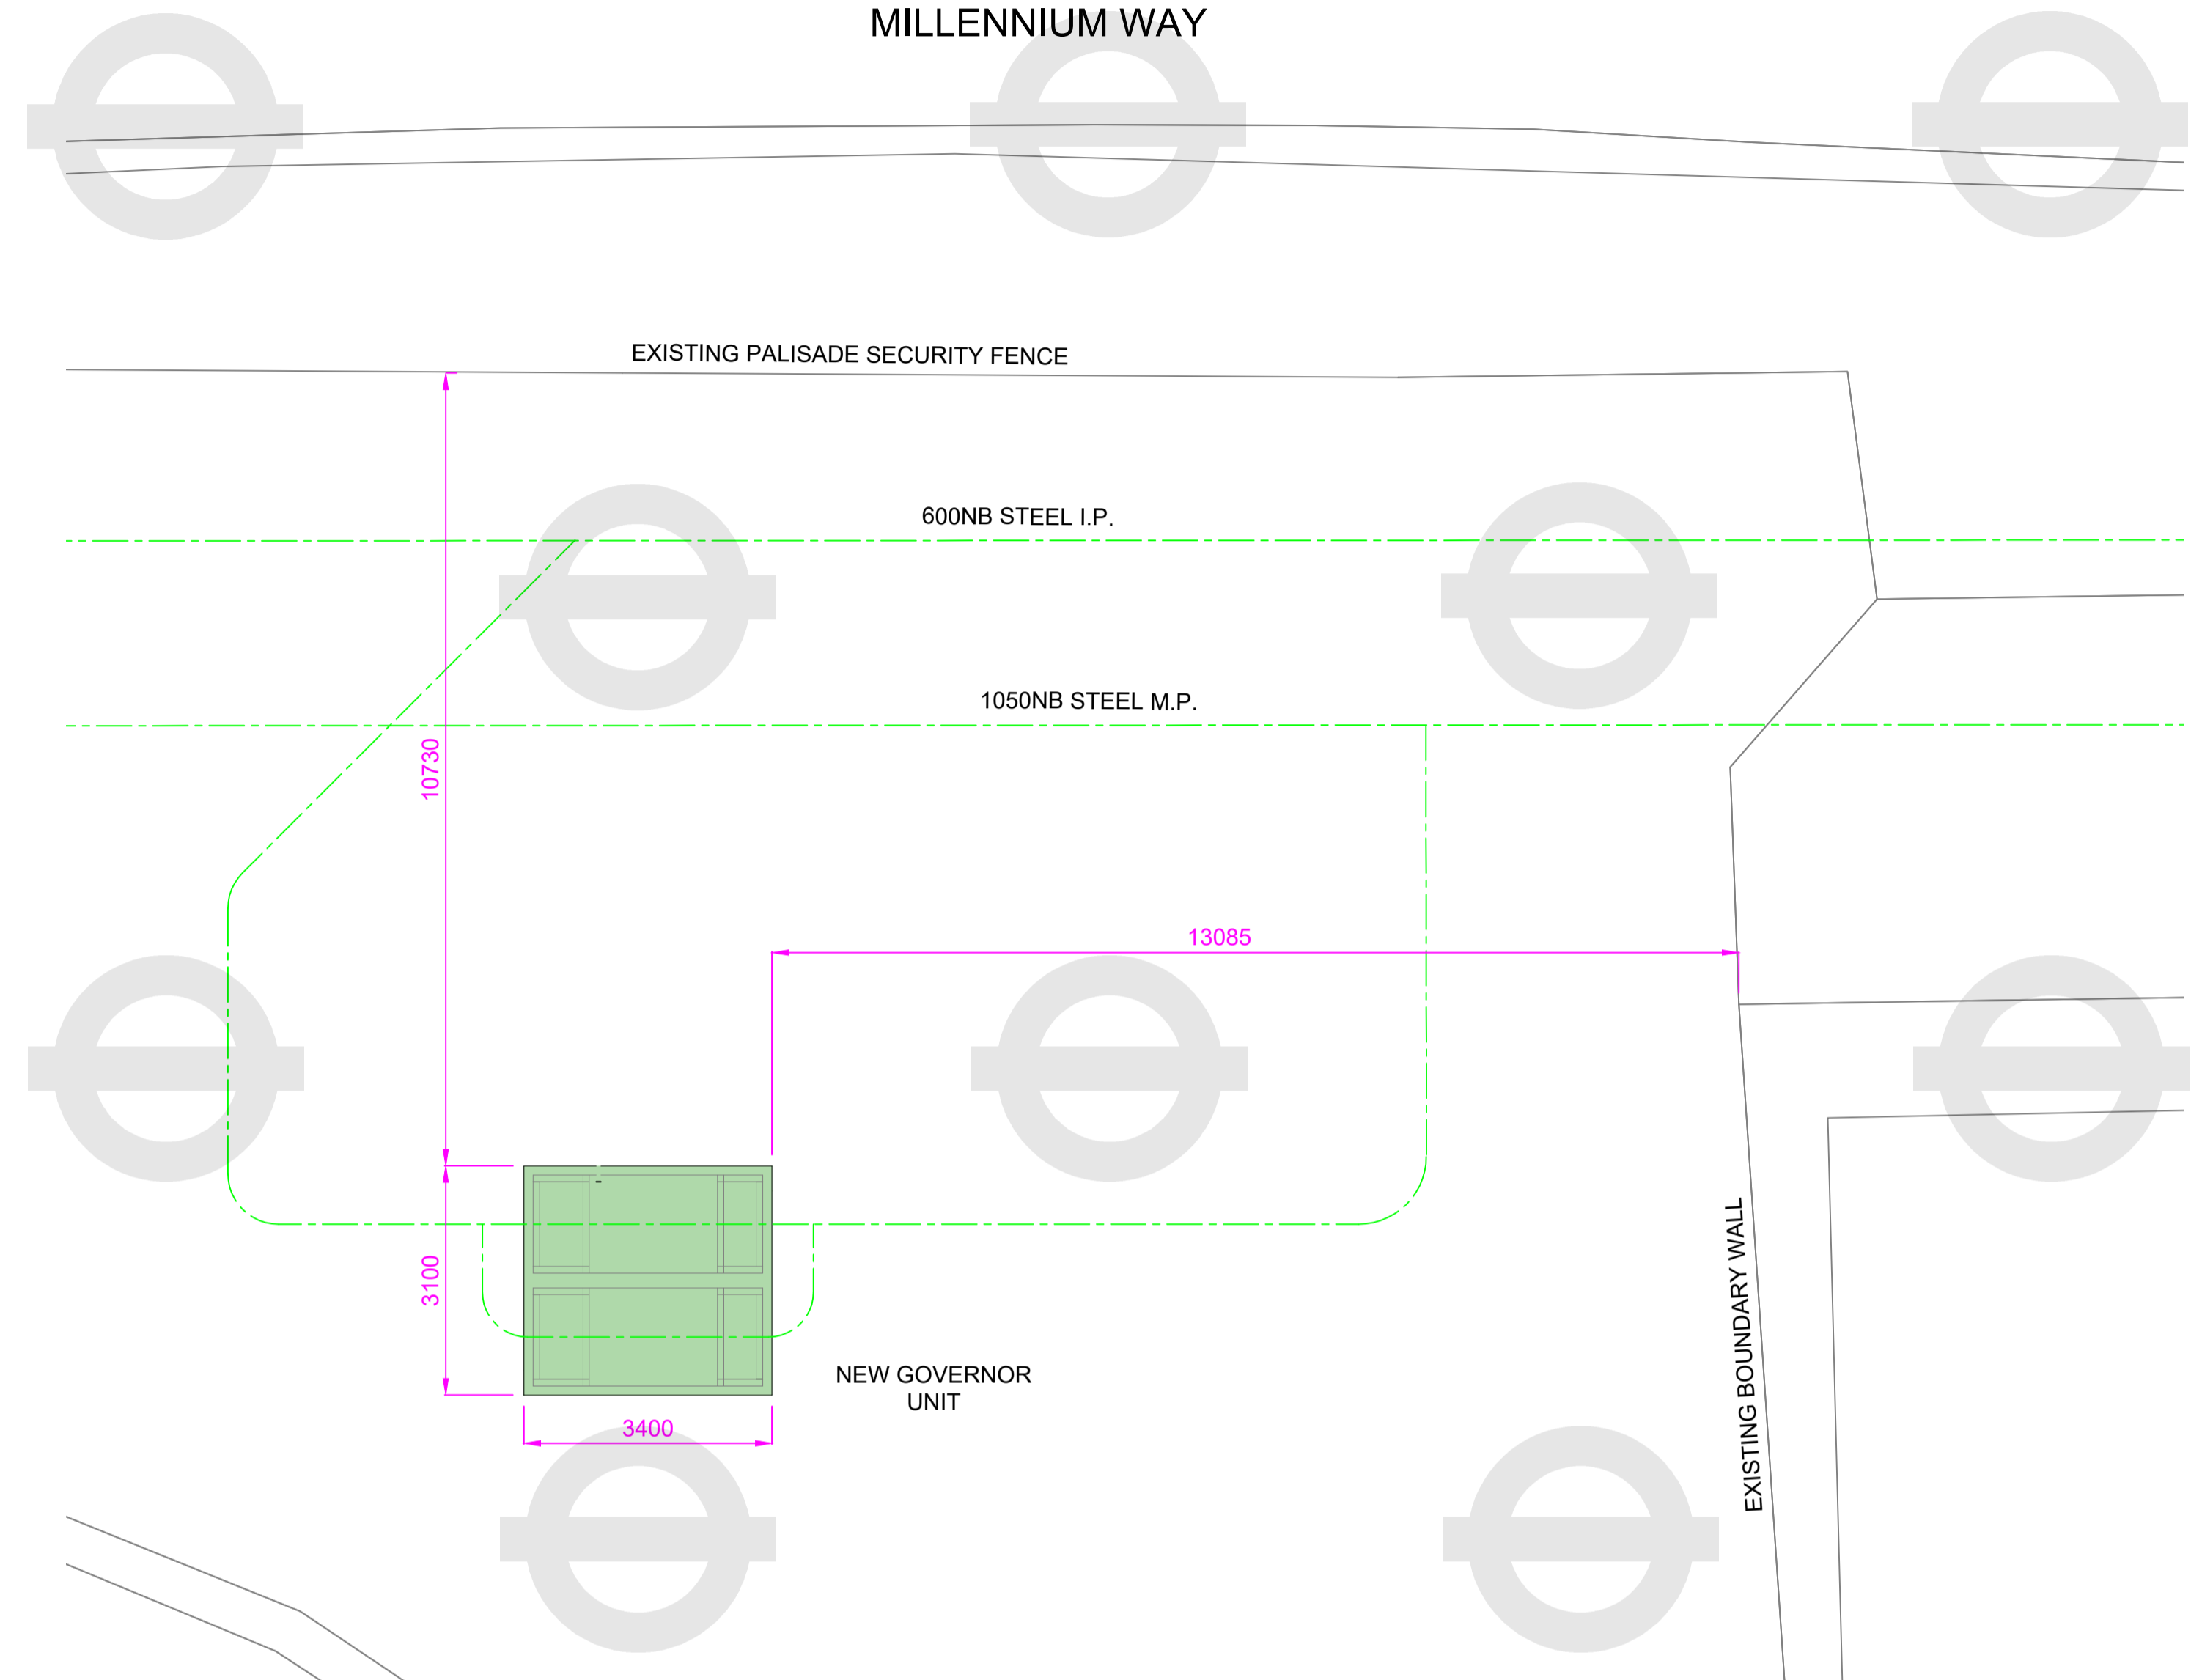 MILLENNIUM WAY
EXISTING PALISADE SECURITY FENCE
600NB STEEL I.P.
1050NB STEEL M.P.
10730
13085
EXISTING BOUNDARY WALL
3100
NEW GOVERNOR
UNIT
3400